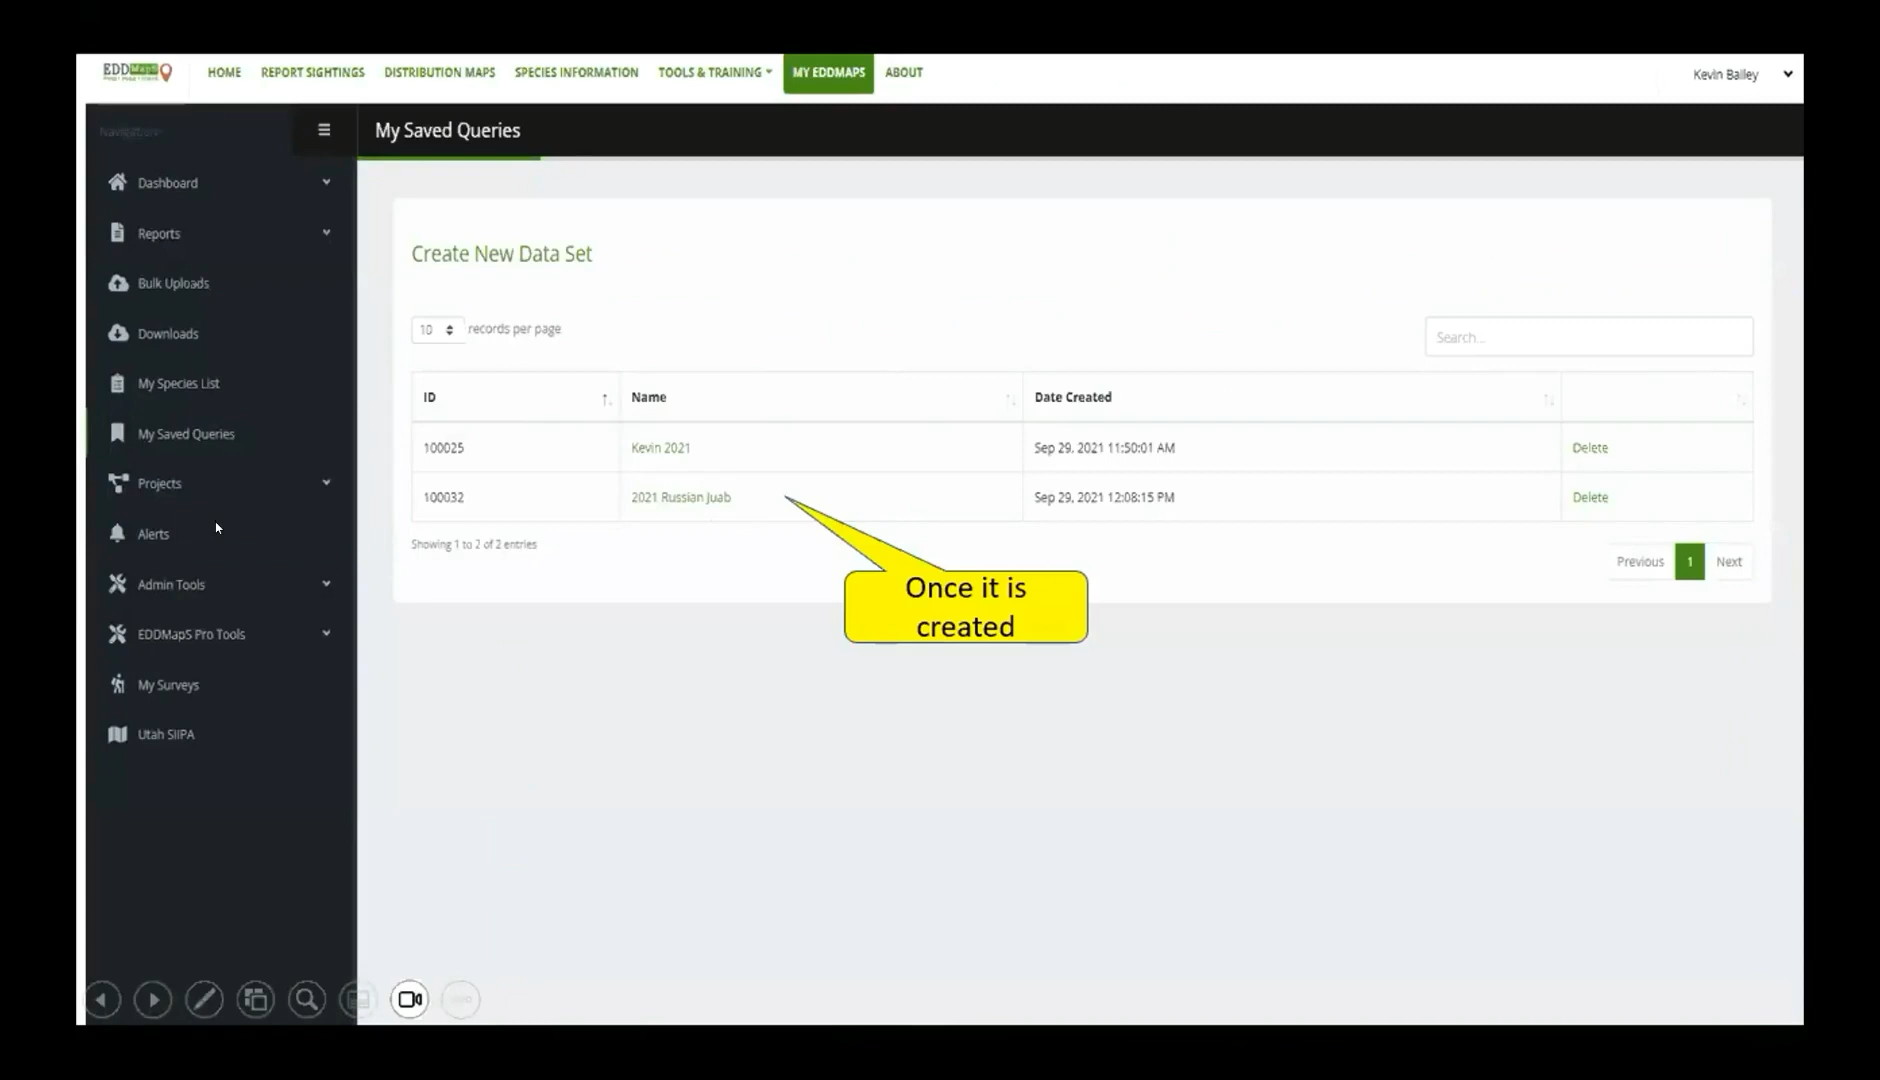 EDDMapS
HOME REPORT SIGHTINGS DISTRIBUTION MAPS SPECIES INFORMATION TOOLS & TRAINING MY EDDMAPS ABOUT
Kevin Bailey
Navigation
My Saved Queries
Dashboard
Reports
Bulk Uploads
Downloads
My Species List
My Saved Queries
Projects
Alerts
Admin Tools
EDDMapS Pro Tools
My Surveys
Utah SIIPA
Create New Data Set
10 records per page
Search...
ID Name Date Created
100025 Kevin 2021 Sep 29, 2021 11:50:01 AM Delete
100032 2021 Russian Juab Sep 29, 2021 12:08:15 PM Delete
Showing 1 to 2 of 2 entries
Previous 1 Next
Once it is
created